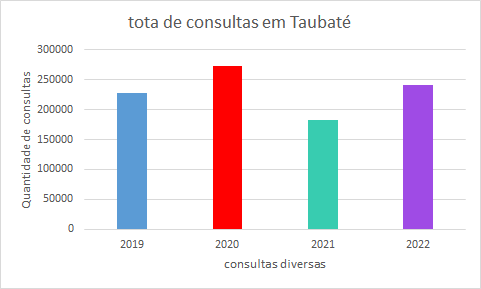 tota de consultas em Taubaté
Quantidade de consultas
300000
250000
200000
150000
100000
50000
0
2019 2020 2021 2022
consultas diversas